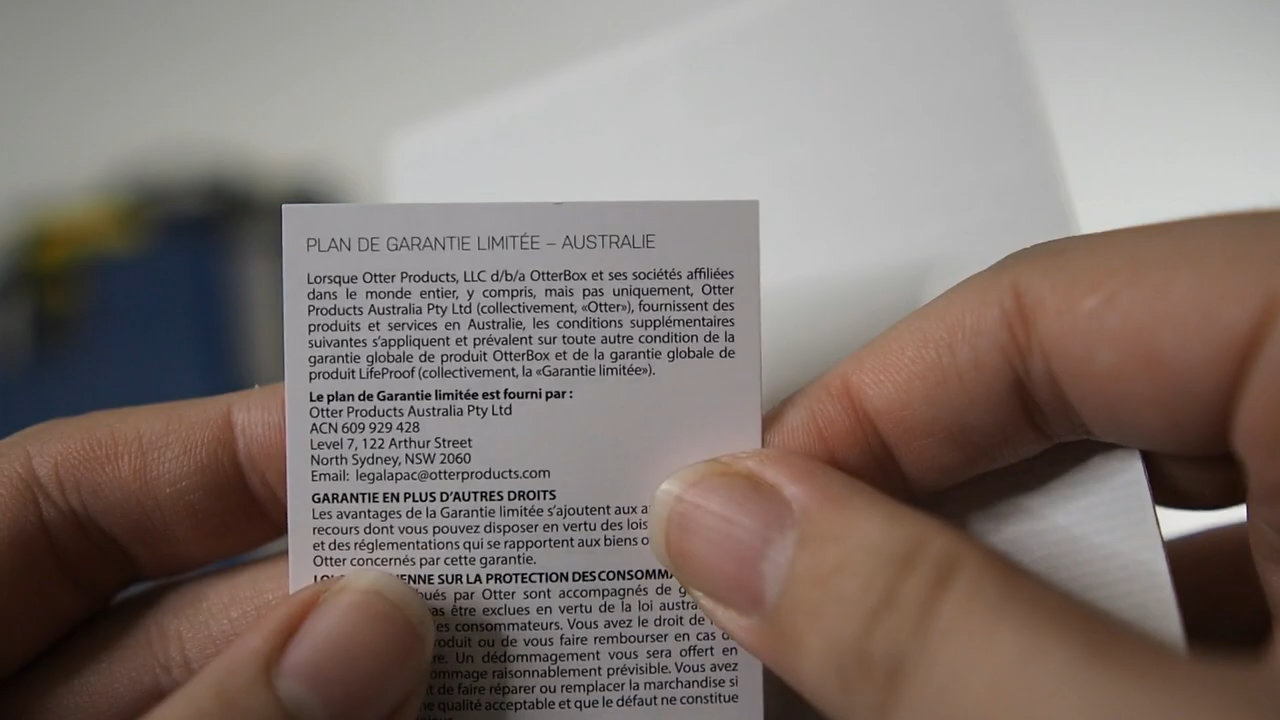 PLAN DE GARANTIE LIMITÉE – AUSTRALIE
Lorsque Otter Products, LLC d/b/a OtterBox et ses sociétés affiliées
dans le monde entier, y compris, mais pas uniquement, Otter
Products Australia Pty Ltd (collectivement, «Otter»), fournissent des
produits et services en Australie, les conditions supplémentaires
suivantes s’appliquent et prévalent sur toute autre condition de la
garantie globale de produit OtterBox et de la garantie globale de
produit LifeProof (collectivement, la «Garantie limitée»).
Le plan de Garantie limitée est fourni par :
Otter Products Australia Pty Ltd
ACN 609 929 428
Level 7, 122 Arthur Street
North Sydney, NSW 2060
Email: legalapac@otterproducts.com
GARANTIE EN PLUS D’AUTRES DROITS
Les avantages de la Garantie limitée s’ajoutent aux
recours dont vous pouvez disposer en vertu des lois
et des réglementations qui se rapportent aux biens
Otter concernés par cette garantie.
SUR LA PROTECTION DES
par Otter sont accompagnés de
être exclues en vertu de la loi
consommateurs. Vous avez le droit de
ou de vous faire rembourser en cas
Un dédommagement vous sera offert en
raisonnablement prévisible. Vous avez
de faire réparer ou remplacer la marchandise si
qualité acceptable et que le défaut ne constitue